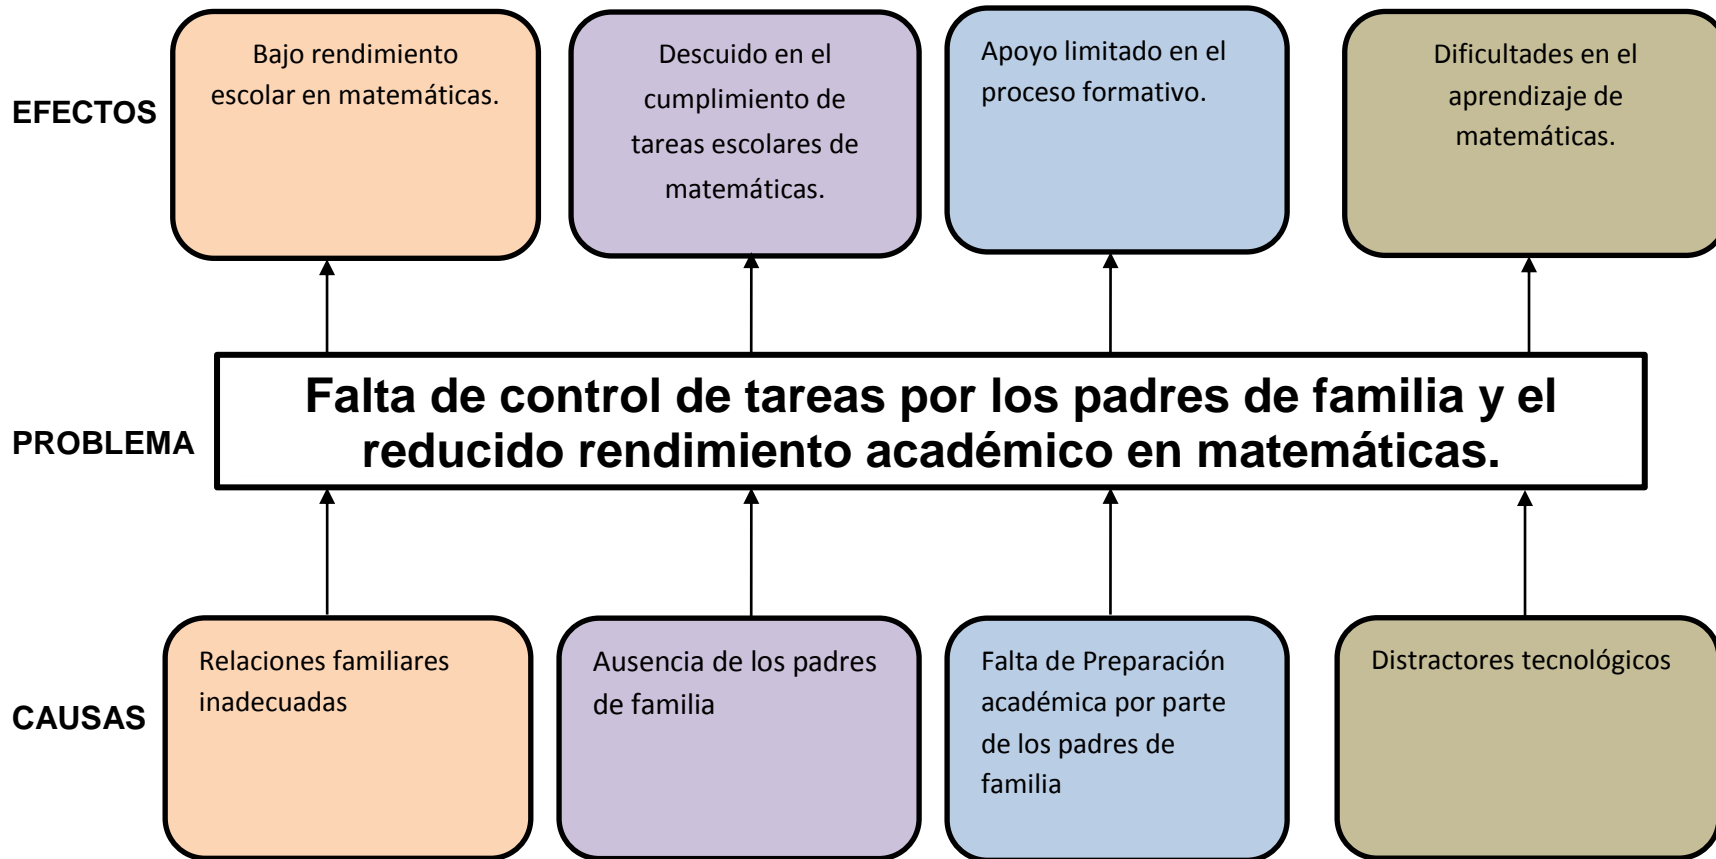 EFECTOS
Bajo rendimiento
escolar en matemáticas.
Descuido en el
cumplimiento de
tareas escolares de
matemáticas.
Apoyo limitado en el
proceso formativo.
Dificultades en el
aprendizaje de
matemáticas.
PROBLEMA
Falta de control de tareas por los padres de familia y el
reducido rendimiento académico en matemáticas.
CAUSAS
Relaciones familiares
inadecuadas
Ausencia de los padres
de familia
Falta de Preparación
académica por parte
de los padres de
familia
Distractores tecnológicos